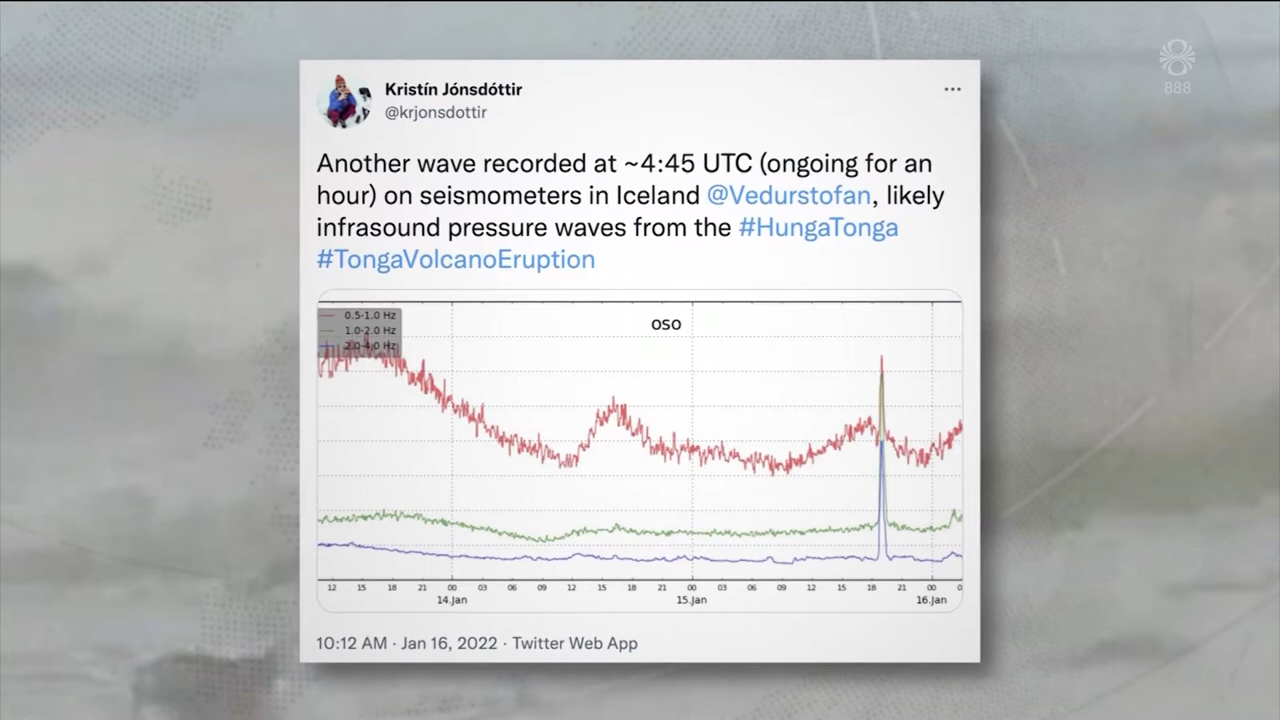 888
Kristín Jónsdóttir
@krjonsdottir
Another wave recorded at ~4:45 UTC (ongoing for an
hour) on seismometers in Iceland @Vedurstofan, likely
infrasound pressure waves from the #HungaTonga
#TongaVolcanoEruption
0.5-1.0 Hz
1.0-2.0 Hz
2.0-4.0 Hz
oso
12 15 18 21 00 03 06 09 12 15 18 21 00 03 06 09 12 15 18 21 00 0
14.Jan 15.Jan 16.Jan
10:12 AM · Jan 16, 2022 · Twitter Web App